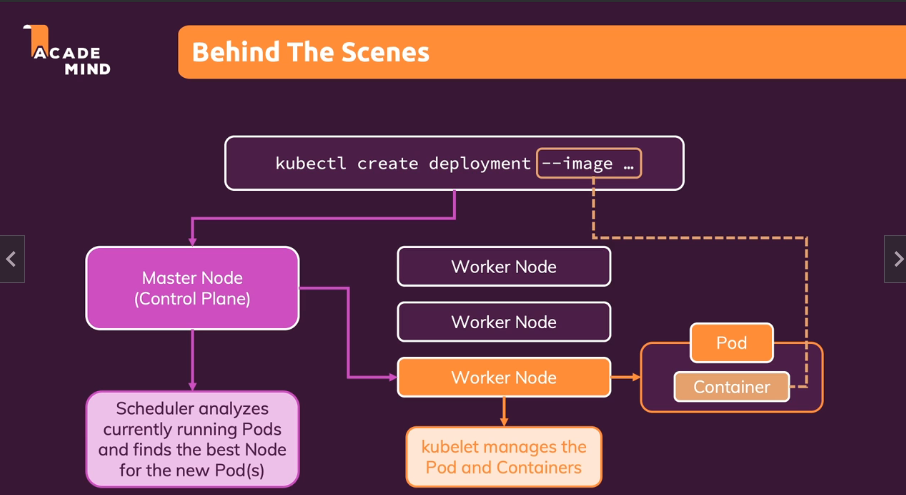 ACADE
MIND
Behind The Scenes
kubectl create deployment --image …
Master Node
(Control Plane)
Worker Node
Worker Node
Worker Node
Pod
Container
Scheduler analyzes
currently running Pods
and finds the best Node
for the new Pod(s)
kubelet manages the
Pod and Containers